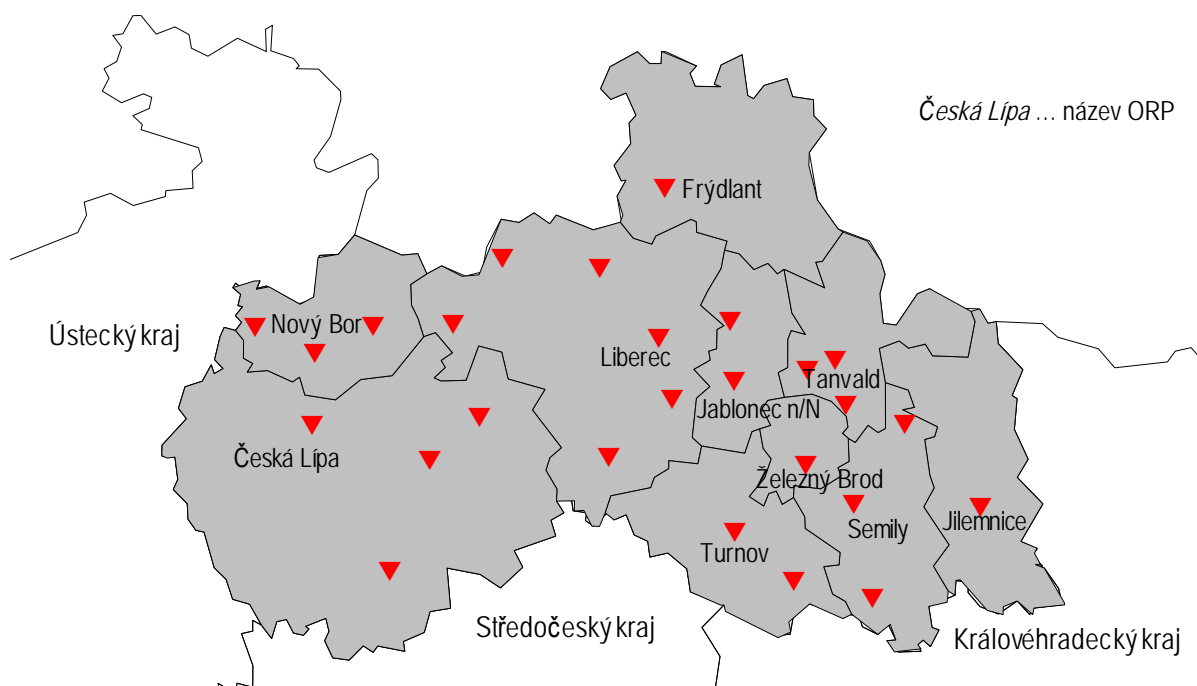 Česká Lípa ... název ORP
Frýdlant
Ústecký kraj
Nový Bor
Liberec
Tanvald
Jablonec n/N
Česká Lípa
Železný Brod
Jilemnice
Semily
Turnov
Středočeský kraj
Královéhradecký kraj